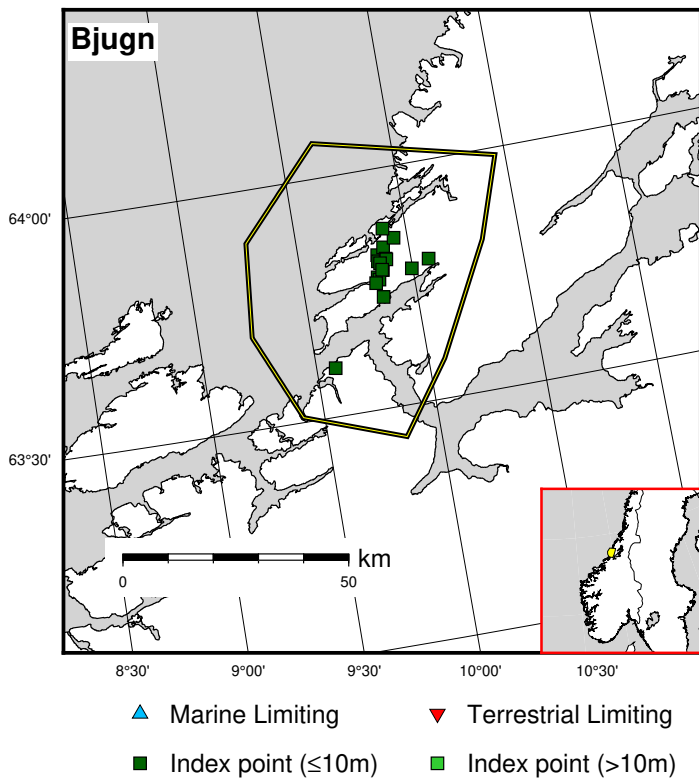 Bjugn
64°00'
63°30'
km
0 50
8°30' 9°00' 9°30' 10°00' 10°30'
Marine Limiting Terrestrial Limiting
Index point (≤10m) Index point (>10m)